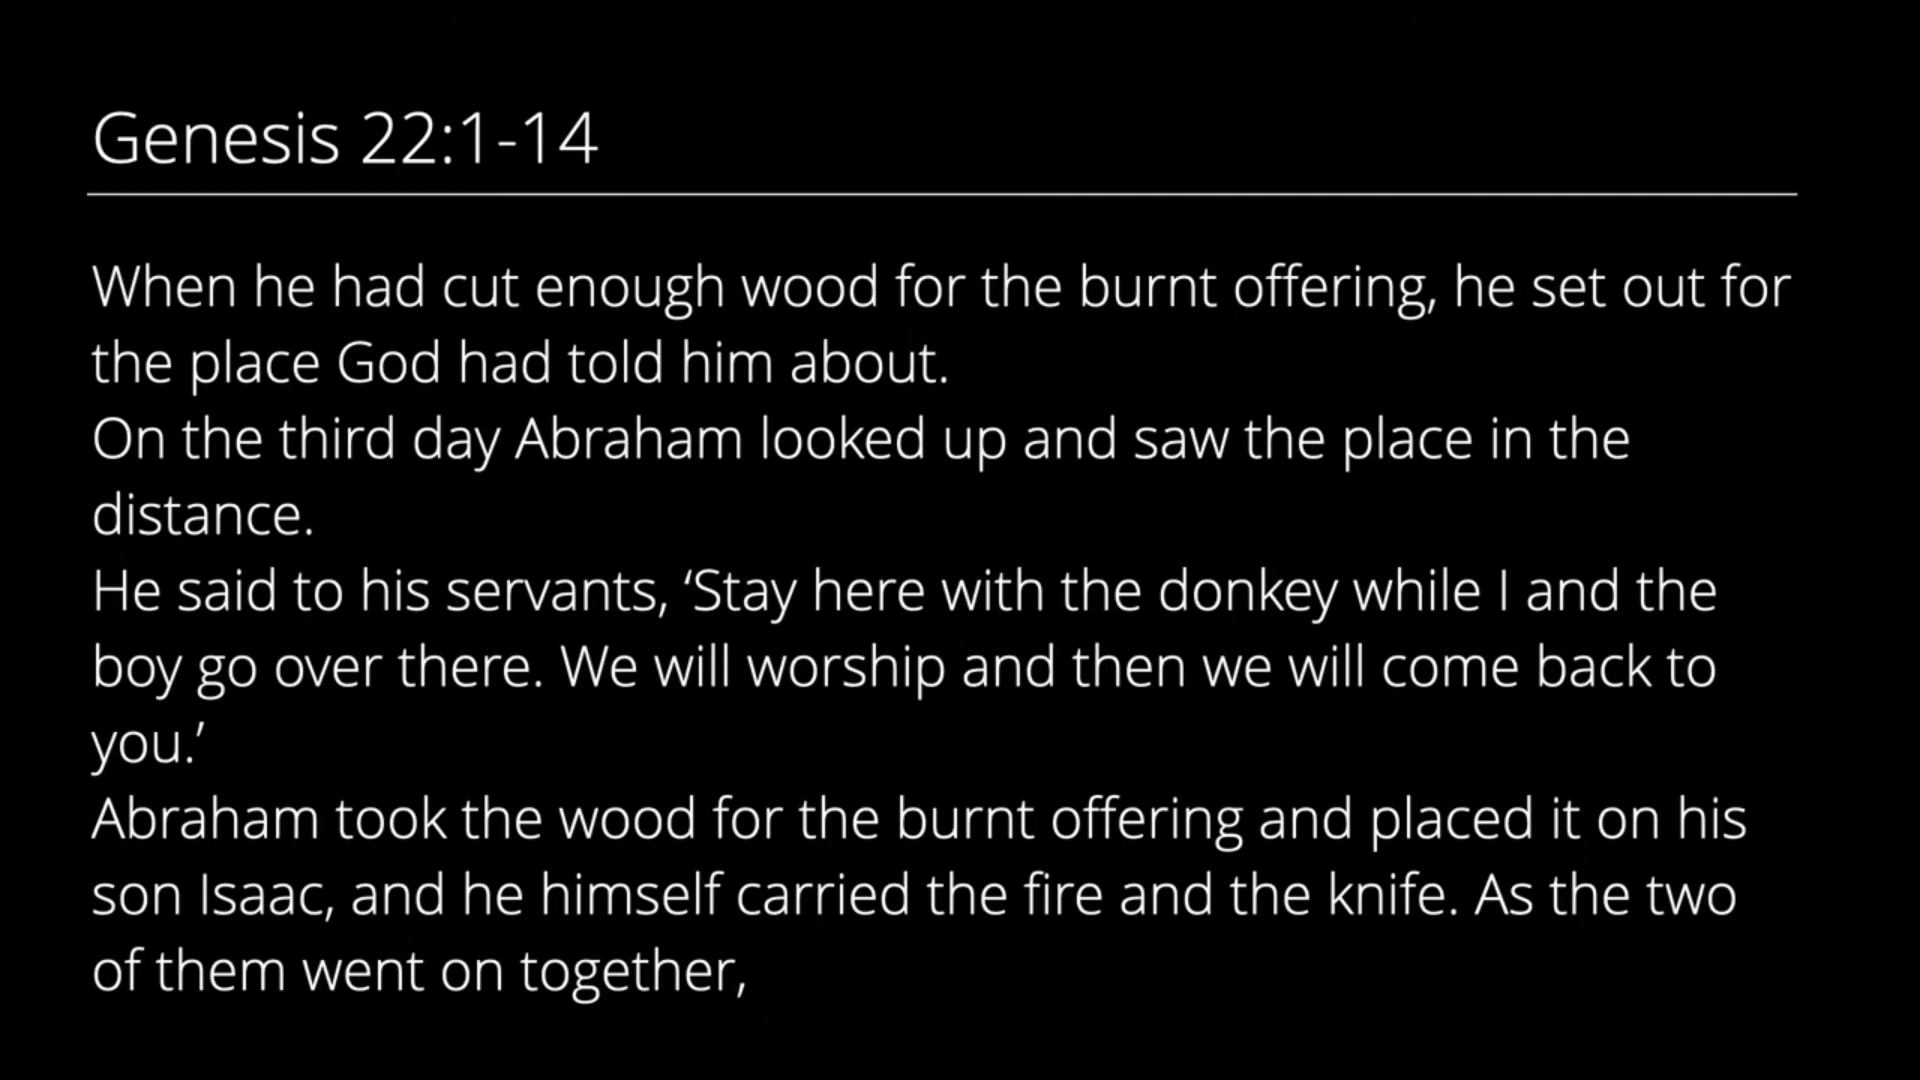 Genesis 22:1-14
When he had cut enough wood for the burnt offering, he set out for
the place God had told him about.
On the third day Abraham looked up and saw the place in the
distance.
He said to his servants, ‘Stay here with the donkey while I and the
boy go over there. We will worship and then we will come back to
you.’
Abraham took the wood for the burnt offering and placed it on his
son Isaac, and he himself carried the fire and the knife. As the two
of them went on together,